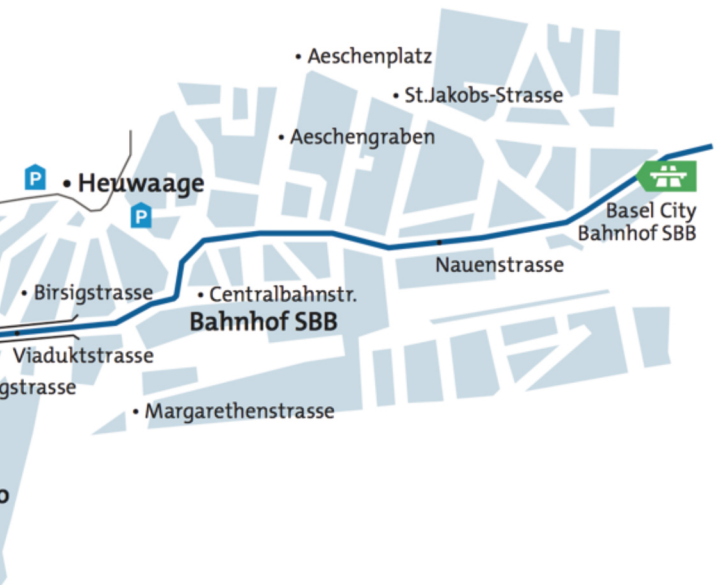 • Aeschenplatz
• St.Jakobs-Strasse
• Aeschengraben
P
• Heuwaage
P
Basel City
Bahnhof SBB
Nauenstrasse
• Birsigstrasse
• Centralbahnstr.
Bahnhof SBB
Viaduktstrasse
gstrasse
• Margarethenstrasse
o